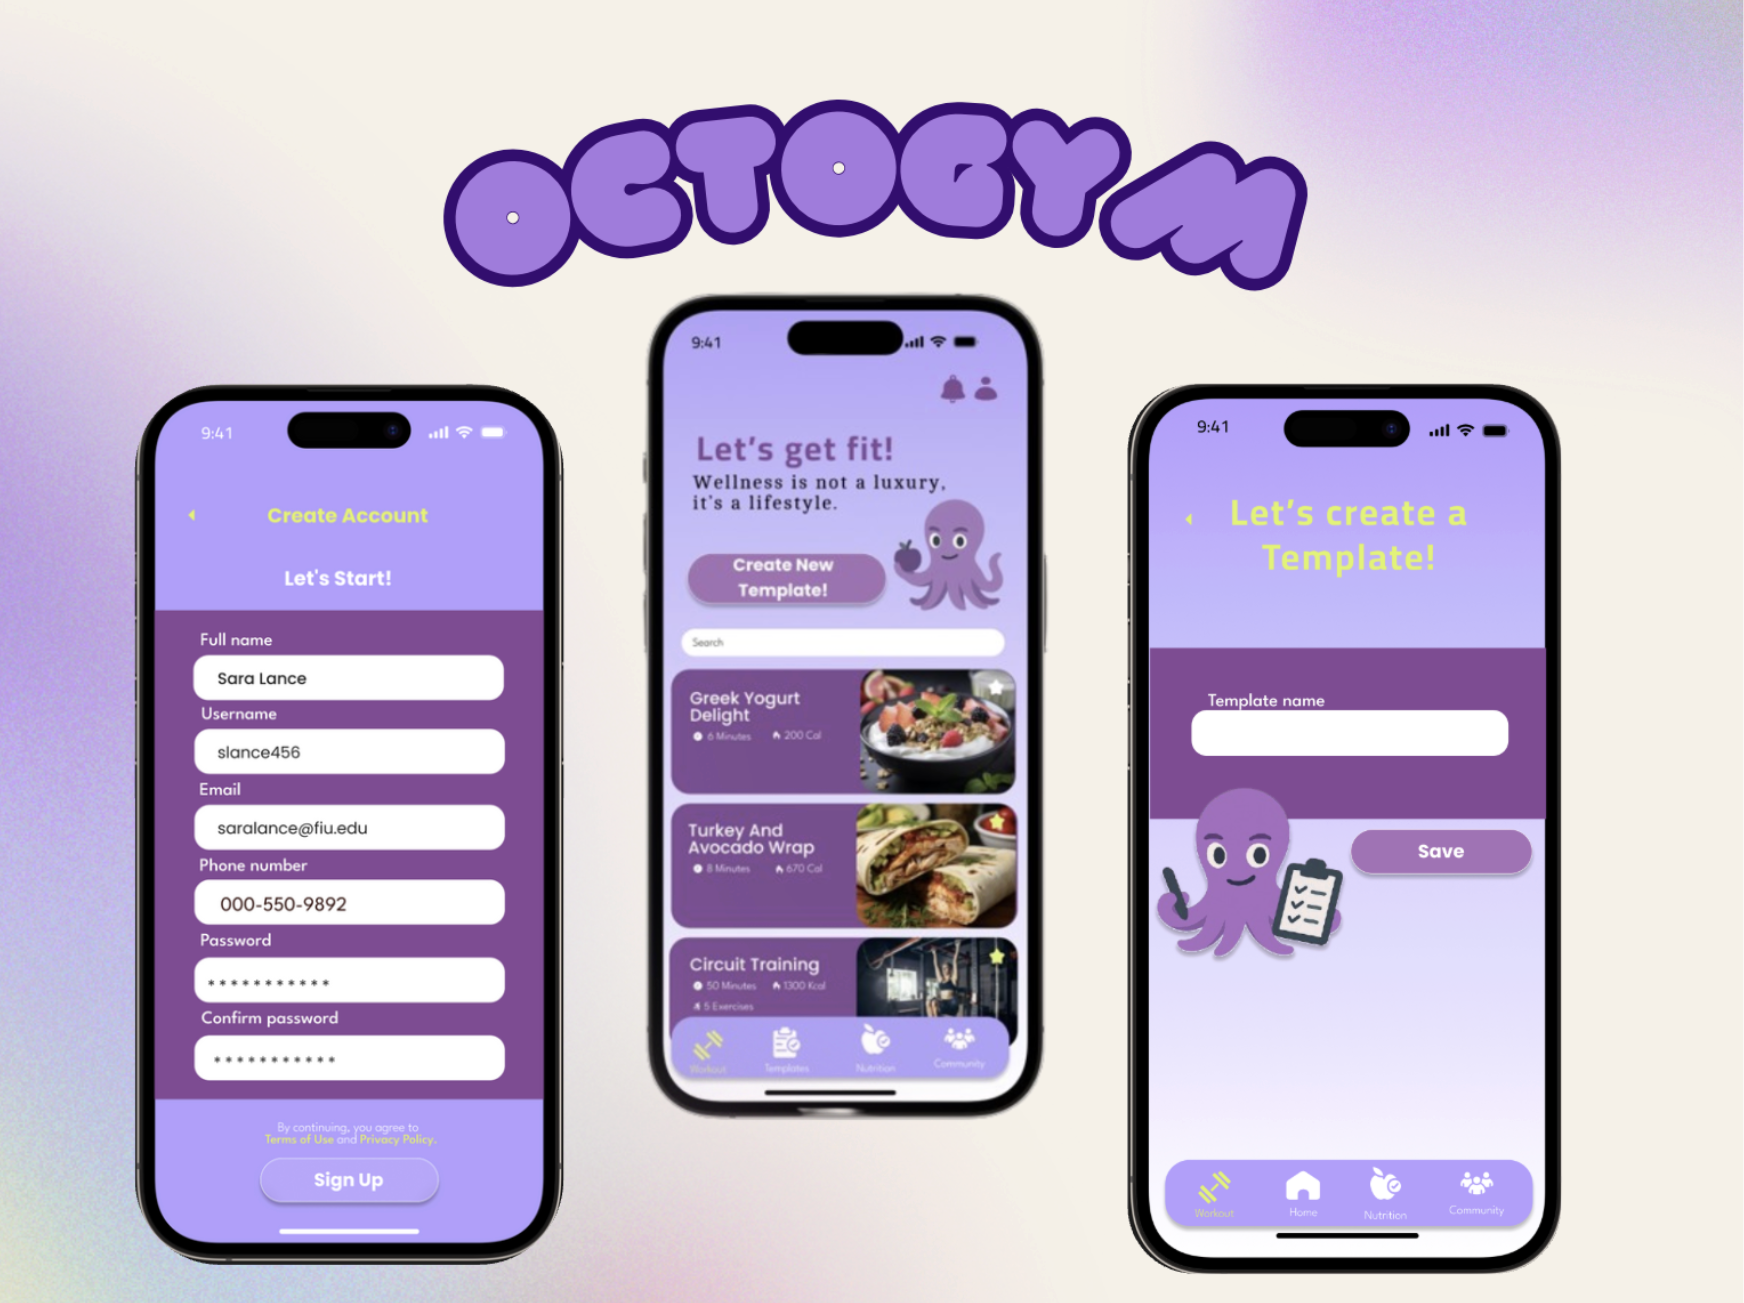 OCTOGYM
9:41
Create Account
Let's Start!
Full name
Sara Lance
Username
slance456
Email
saralance@fiu.edu
Phone number
000-550-9892
Password
***********
Confirm password
***********
By continuing, you agree to
Terms of Use and Privacy Policy.
Sign Up
9:41
Let's get fit!
Wellness is not a luxury,
it's a lifestyle.
Create New
Template!
Search
Greek Yogurt
Delight
6 Minutes 200 Cal
Turkey And
Avocado Wrap
8 Minutes 670 Cal
Circuit Training
50 Minutes 1300 Kcal
5 Exercises
Workout Templates Nutrition Community
9:41
Let's create a
Template!
Template name
Save
Workout Home Nutrition Community